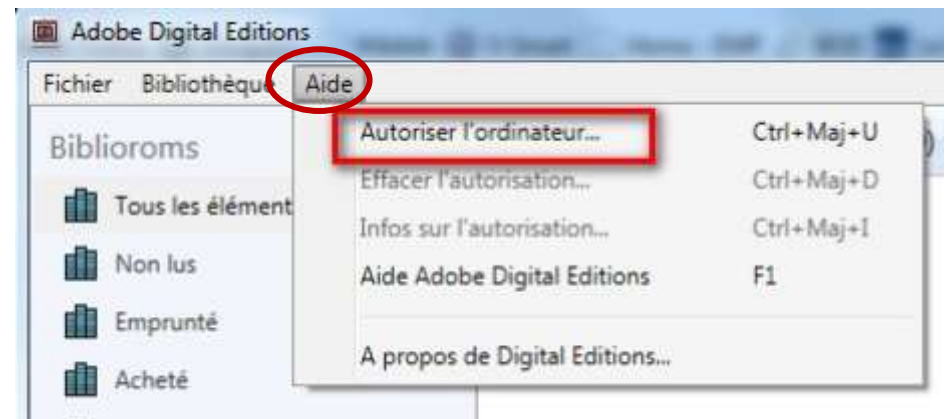 Adobe Digital Editions
Fichier Bibliothèque Aide
Autoriser l'ordinateur... Ctrl+Maj+U
Effacer l'autorisation... Ctrl+Maj+D
Infos sur l'autorisation... Ctrl+Maj+I
Aide Adobe Digital Editions F1
A propos de Digital Editions...
Biblioroms
Tous les élément
Non lus
Emprunté
Acheté